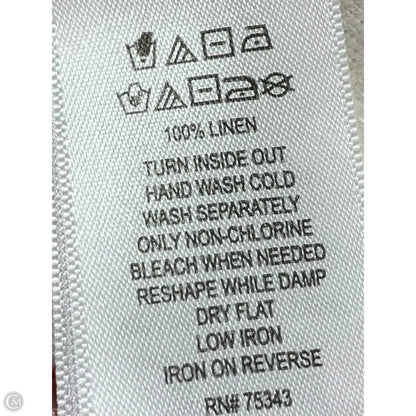 100% LINEN
TURN INSIDE OUT
HAND WASH COLD
WASH SEPARATELY
ONLY NON-CHLORINE
BLEACH WHEN NEEDED
RESHAPE WHILE DAMP
DRY FLAT
LOW IRON
IRON ON REVERSE
RN# 75343
M